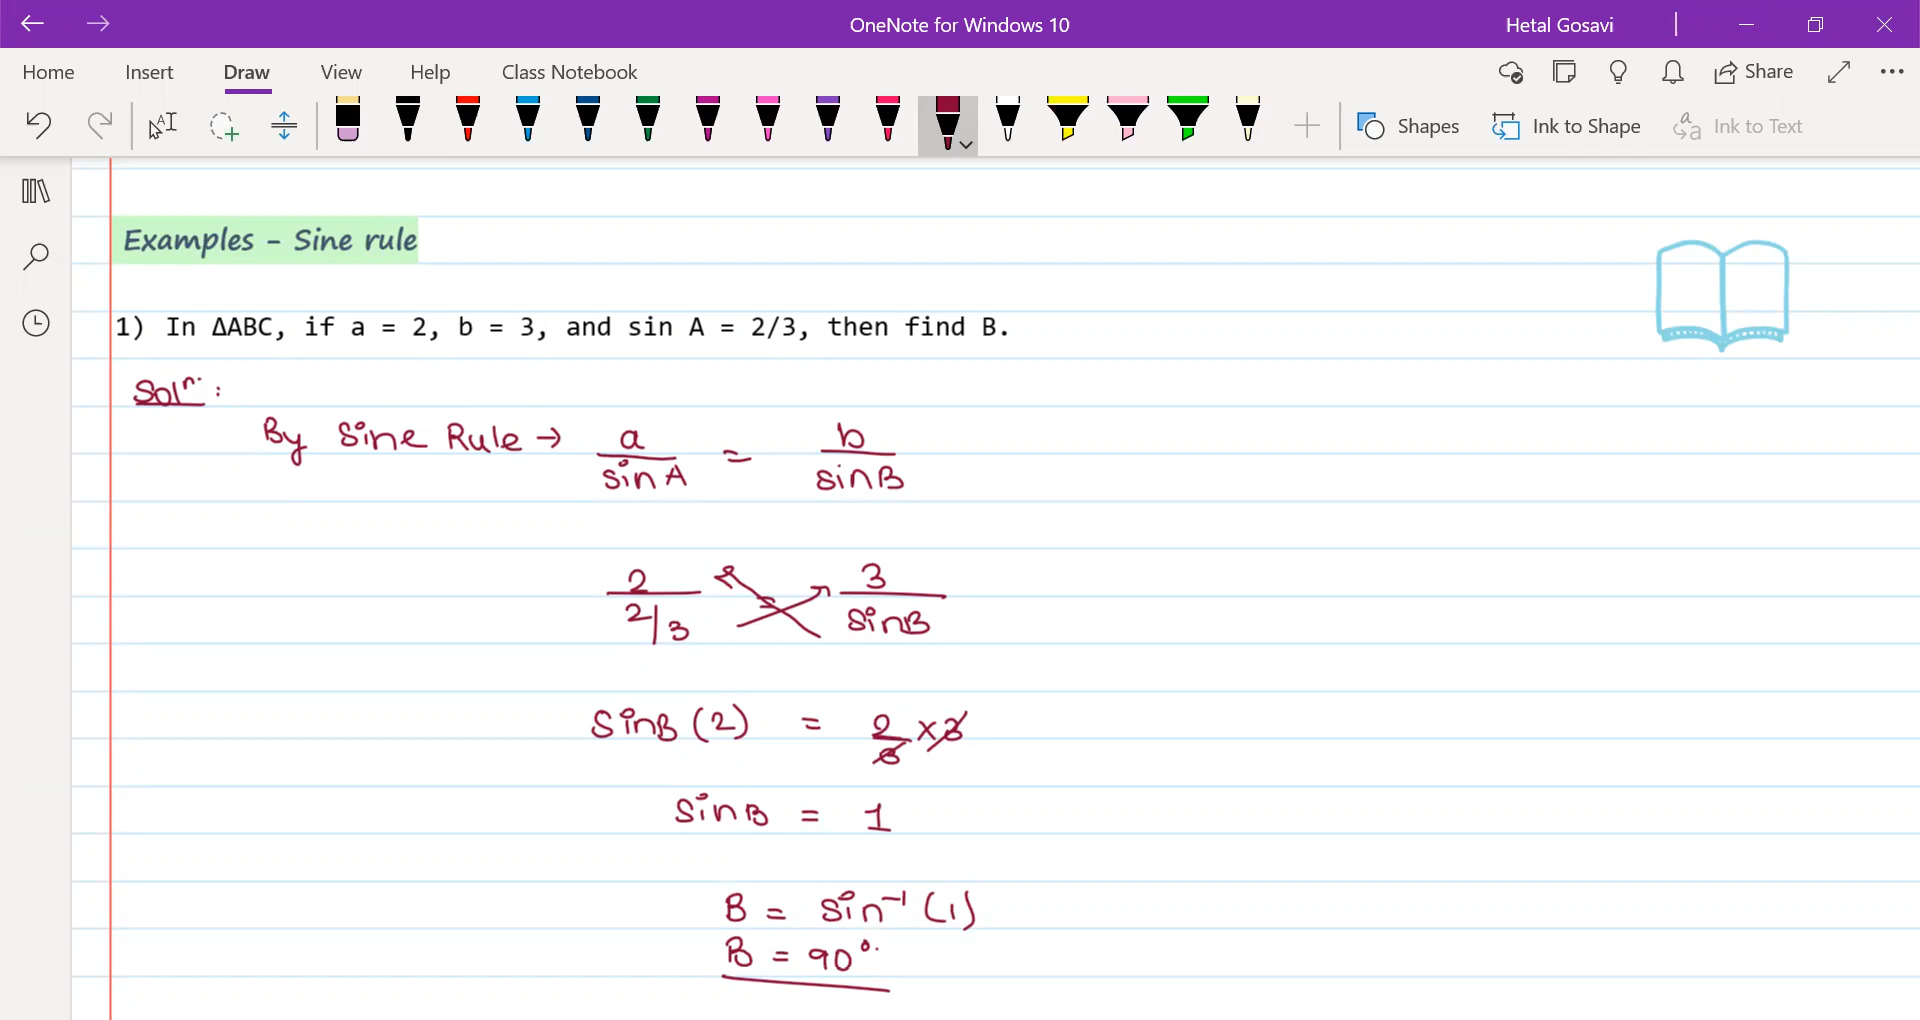 OneNote for Windows 10
Hetal Gosavi
Home Insert Draw View Help Class Notebook Share
Shapes Ink to Shape Ink to Text
Examples - Sine rule
1) In ΔABC, if a = 2, b = 3, and sin A = 2/3, then find B.
Solⁿ. :
By Sine Rule → a/sin A = b/sin B
2/(2/3) = 3/sin B
sin B (2) = 2/3 × 3
sin B = 1
B = sin⁻¹ (1)
B = 90°.